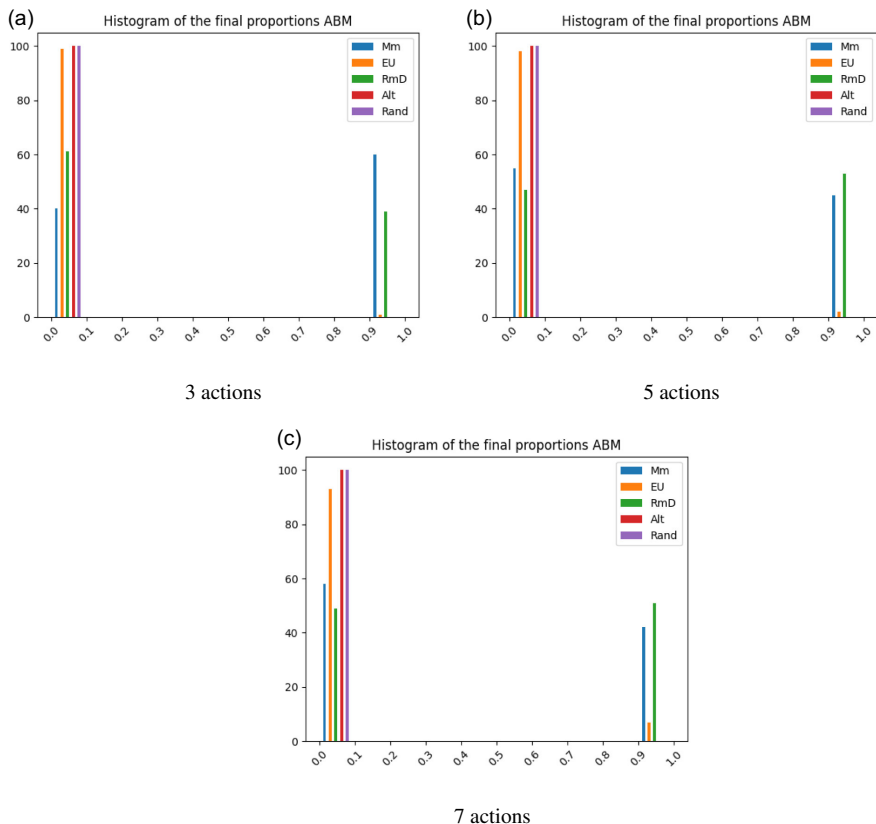 (a)
Histogram of the final proportions ABM
100
80
60
40
20
0
Mm
EU
RmD
Alt
Rand
0.0 0.1 0.2 0.3 0.4 0.5 0.6 0.7 0.8 0.9 1.0
3 actions
(b)
Histogram of the final proportions ABM
100
80
60
40
20
0
Mm
EU
RmD
Alt
Rand
0.0 0.1 0.2 0.3 0.4 0.5 0.6 0.7 0.8 0.9 1.0
5 actions
(c)
Histogram of the final proportions ABM
100
80
60
40
20
0
Mm
EU
RmD
Alt
Rand
0.0 0.1 0.2 0.3 0.4 0.5 0.6 0.7 0.8 0.9 1.0
7 actions